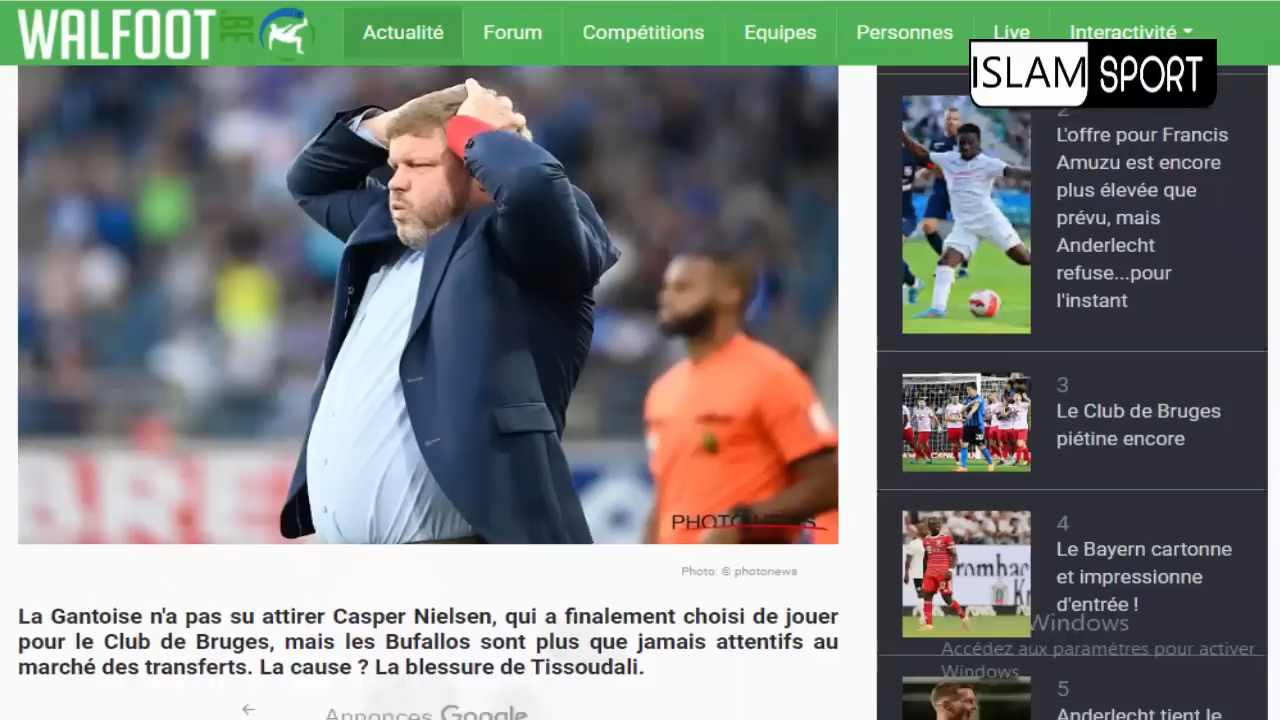 WALFOOT .BE
Actualité
Forum
Compétitions
Equipes
Personnes
Live
Interactivité
ISLAM SPORT
2
L'offre pour Francis
Amuzu est encore
plus élevée que
prévu, mais
Anderlecht
refuse...pour
l'instant
3
Le Club de Bruges
piétine encore
4
Le Bayern cartonne
et impressionne
d'entrée !
5
Anderlecht tient le
PHOTO NEWS
Photo: © photonews
La Gantoise n'a pas su attirer Casper Nielsen, qui a finalement choisi de jouer
pour le Club de Bruges, mais les Bufallos sont plus que jamais attentifs au
marché des transferts. La cause ? La blessure de Tissoudali.
Annonces Google
Windows
Accédez aux paramètres pour activer
Windows